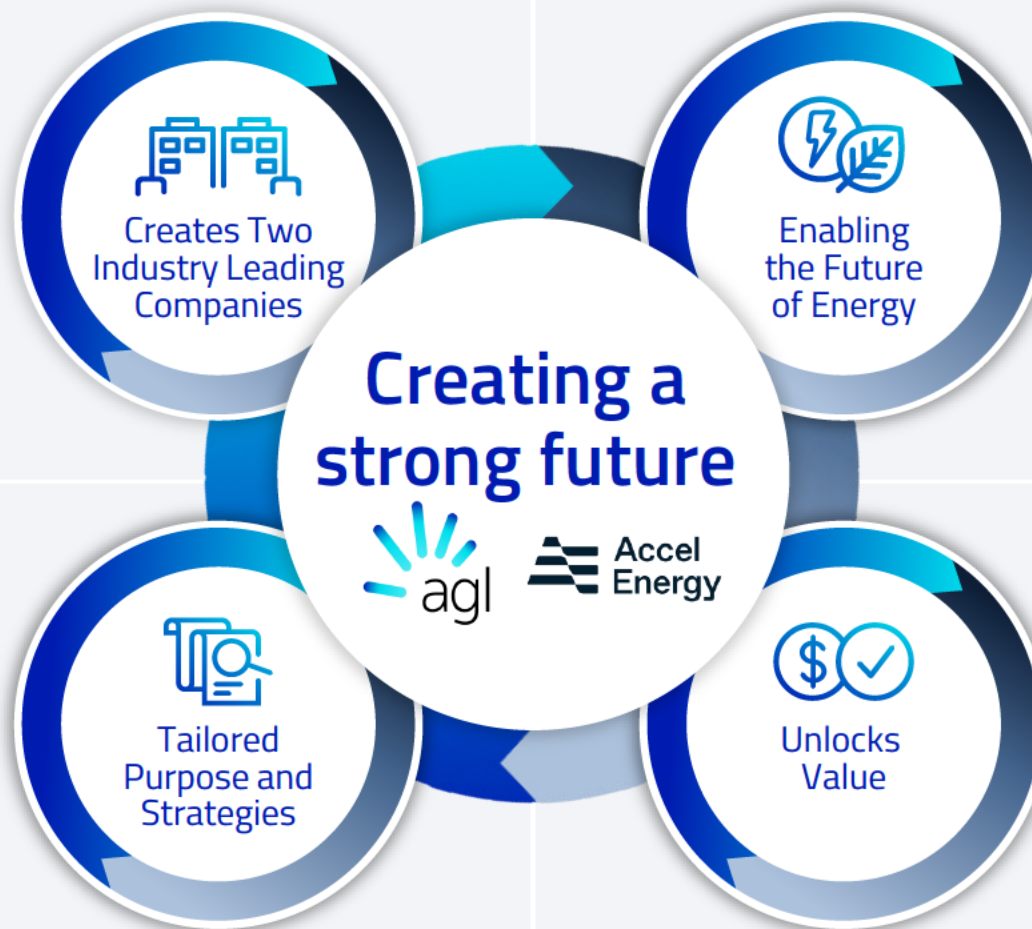 Creates Two
Industry Leading
Companies
Enabling
the Future
of Energy
Creating a
strong future
agl
Accel
Energy
Tailored
Purpose and
Strategies
$
Unlocks
Value